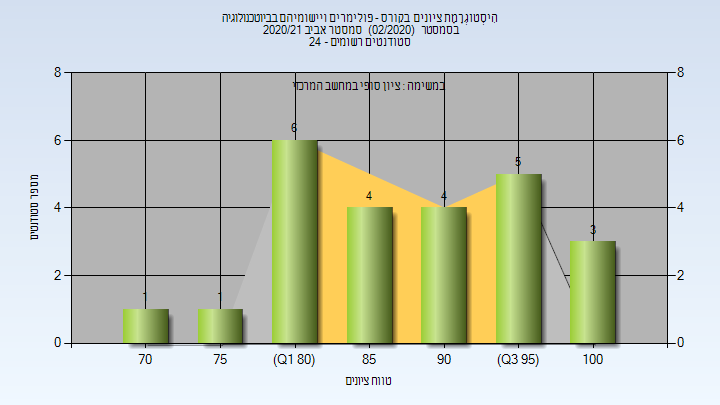 היסטוגרמת ציונים בקורס - פולימרים ויישומיהם בביוטכנולוגיה
בסמסטר (02/2020) סמסטר אביב 2020/21
סטודנטים רשומים - 24
במשימה : ציון סופי במחשב המרכזי
מספר סטודנטים
8
6
4
2
0
8
6
4
2
0
1
1
6
4
4
5
3
70
75
(Q1 80)
85
90
(Q3 95)
100
טווח ציונים